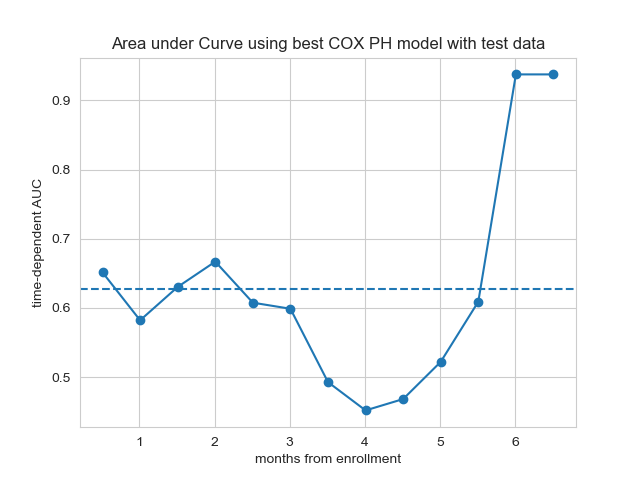 Area under Curve using best COX PH model with test data
time-dependent AUC
0.9
0.8
0.7
0.6
0.5
1 2 3 4 5 6
months from enrollment